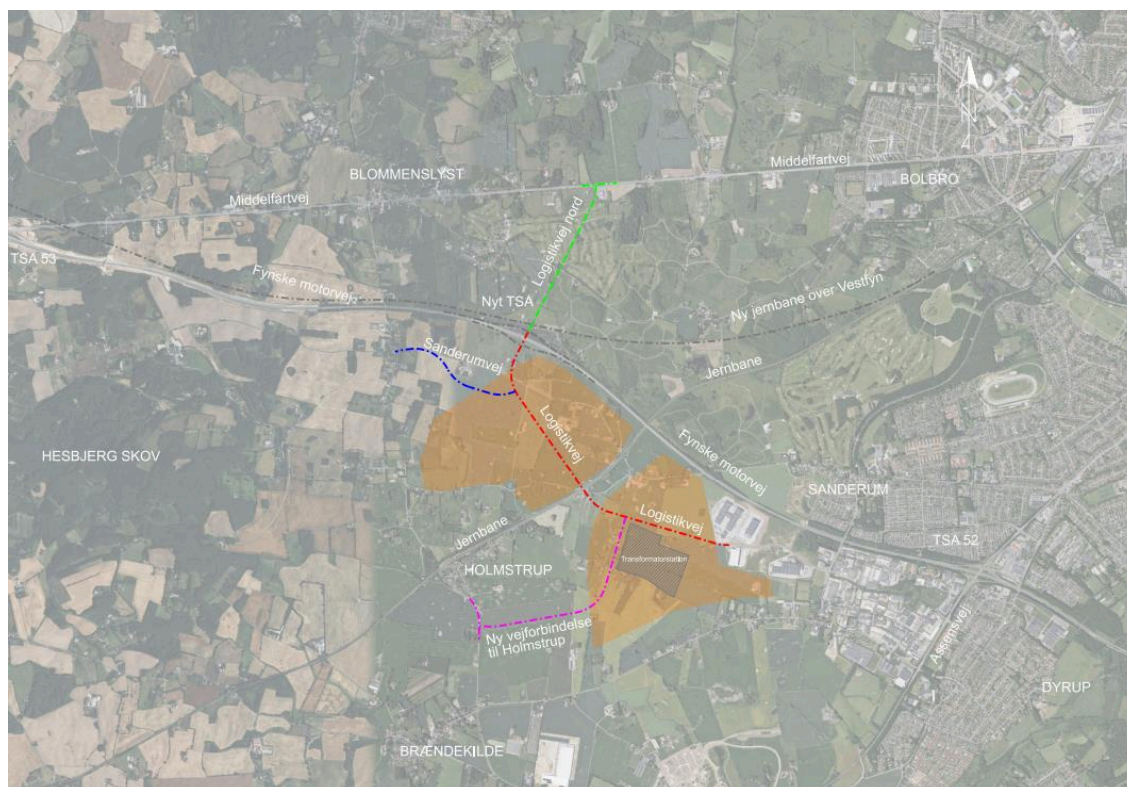 Middelfartvej
BLOMMENSLYST
BOLBRO
Middelfartvej
Logistikvej nord
TSA 53
Fynske motorvej
Nyt TSA
Ny jernbane over Vestfyn
Sanderumvej
Jernbane
Logistikvej
Fynske motorvej
HESBJERG SKOV
SANDERUM
Logistikvej
Jernbane
TSA 52
Transformatorstation
HOLMSTRUP
Ny vejforbindelse
til Holmstrup
Assensvej
DYRUP
BRÆNDEKILDE